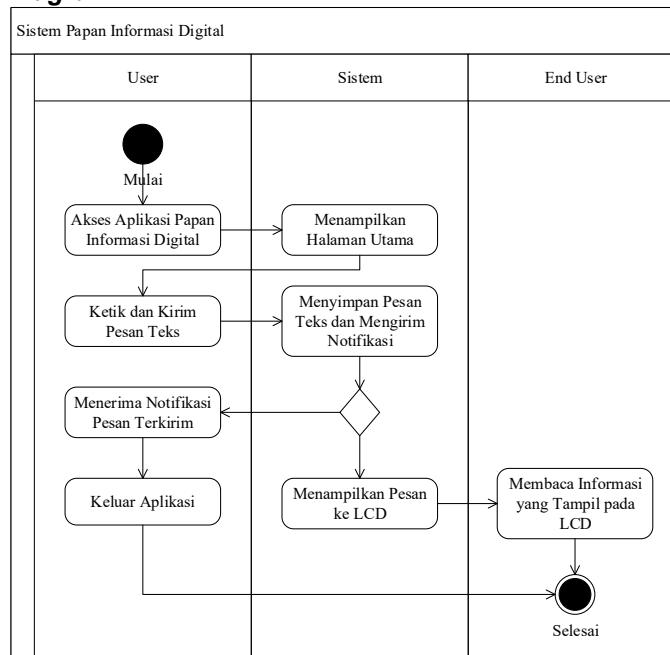 Sistem Papan Informasi Digital
User
Sistem
End User
Mulai
Akses Aplikasi Papan
Informasi Digital
Menampilkan
Halaman Utama
Ketik dan Kirim
Pesan Teks
Menyimpan Pesan
Teks dan Mengirim
Notifikasi
Menerima Notifikasi
Pesan Terkirim
Keluar Aplikasi
Menampilkan Pesan
ke LCD
Membaca Informasi
yang Tampil pada
LCD
Selesai